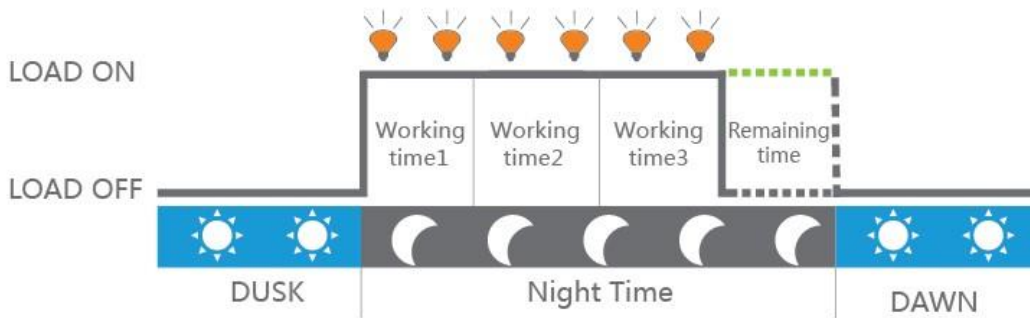 LOAD ON
Working
time1
Working
time2
Working
time3
Remaining
time
LOAD OFF
DUSK
Night Time
DAWN